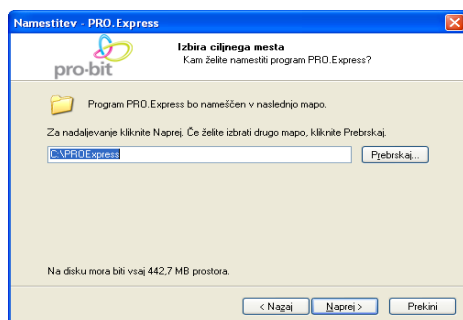 Namestitev - PRO.Express
pro·bit
Izbira ciljnega mesta
Kam želite namestiti program PRO.Express?
Program PRO.Express bo nameščen v naslednjo mapo.
Za nadaljevanje kliknite Naprej. Če želite izbrati drugo mapo, kliknite Prebrskaj.
C:\PROExpress
Prebrskaj...
Na disku mora biti vsaj 442,7 MB prostora.
< Nazaj
Naprej >
Prekini